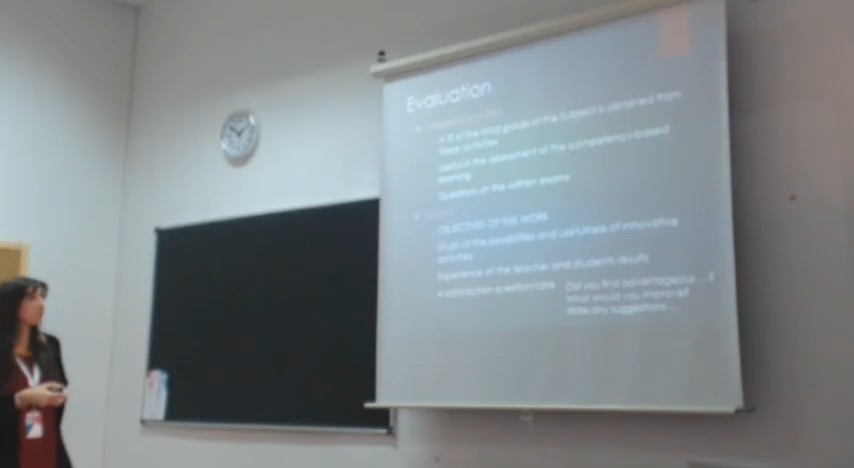 Evaluation
% of the final grade of the subject is obtained from
these activities
Useful in the assessment of the competency-based
learning
Questions on the written exams
OBJECTIVES OF THE WORK
Study of the possibilities and usefulness of innovative
activities
Experience of the teacher and students results
A satisfaction questionnaire
Did you find advantageous...?
What would you improve?
Write any suggestions...